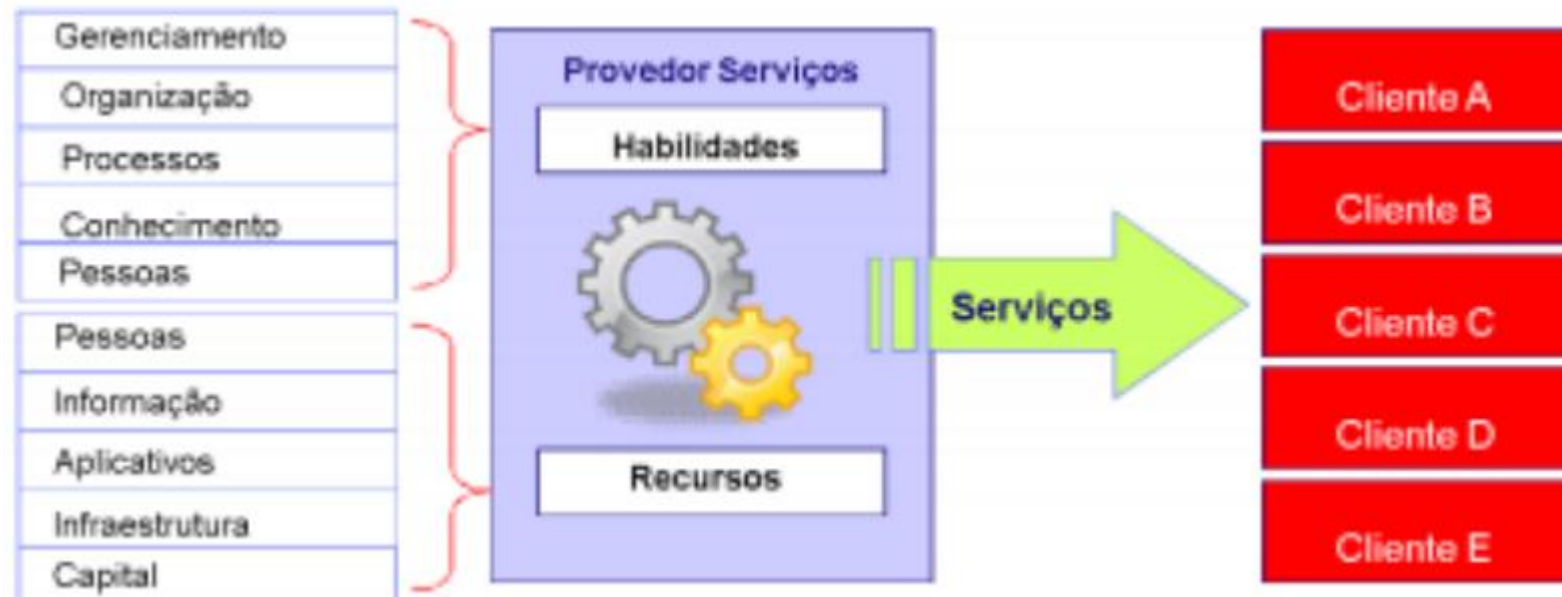 Gerenciamento
Organização
Processos
Conhecimento
Pessoas
Pessoas
Informação
Aplicativos
Infraestrutura
Capital
Provedor Serviços
Habilidades
Recursos
Serviços
Cliente A
Cliente B
Cliente C
Cliente D
Cliente E